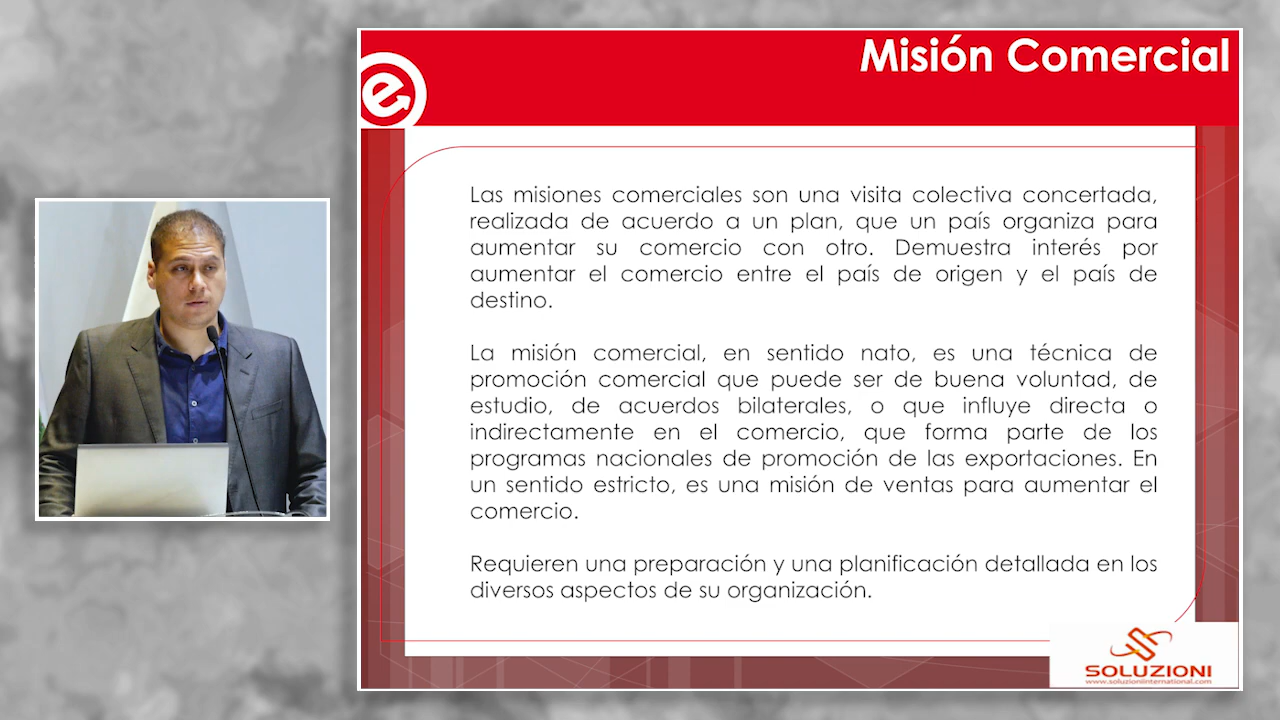 Misión Comercial
Las misiones comerciales son una visita colectiva concertada,
realizada de acuerdo a un plan, que un país organiza para
aumentar su comercio con otro. Demuestra interés por
aumentar el comercio entre el país de origen y el país de
destino.
La misión comercial, en sentido nato, es una técnica de
promoción comercial que puede ser de buena voluntad, de
estudio, de acuerdos bilaterales, o que influye directa o
indirectamente en el comercio, que forma parte de los
programas nacionales de promoción de las exportaciones. En
un sentido estricto, es una misión de ventas para aumentar el
comercio.
Requieren una preparación y una planificación detallada en los
diversos aspectos de su organización.
SOLUZIONI
www.soluzioniinternational.com